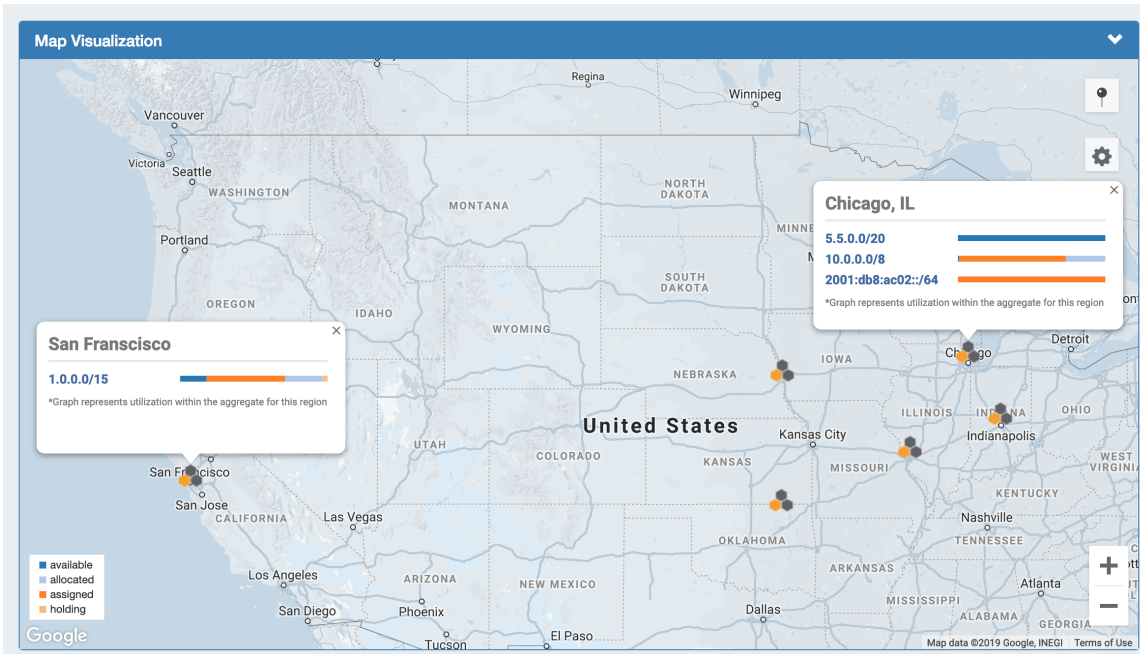 Map Visualization
Regina
Winnipeg
Vancouver
Victoria
Seattle
WASHINGTON
NORTH
DAKOTA
MONTANA
Portland
MINNE
SOUTH
DAKOTA
OREGON
IDAHO
WYOMING
Chicago, IL
5.5.0.0/20
10.0.0.0/8
2001:db8:ac02::/64
*Graph represents utilization within the aggregate for this region
San Franscisco
1.0.0.0/15
*Graph represents utilization within the aggregate for this region
Detroit
IOWA
NEBRASKA
ILLINOIS
OHIO
United States
Kansas City
Indianapolis
UTAH
COLORADO
KANSAS
MISSOURI
WEST
VIRGINIA
KENTUCKY
San Jose
CALIFORNIA
Las Vegas
Nashville
TENNESSEE
OKLAHOMA
ARKANSAS
Los Angeles
ARIZONA
NEW MEXICO
Atlanta
MISSISSIPPI
San Diego
Phoenix
Dallas
ALABAMA
GEORGIA
Tucson
El Paso
available
allocated
assigned
holding
Google
Map data ©2019 Google, INEGI
Terms of Use